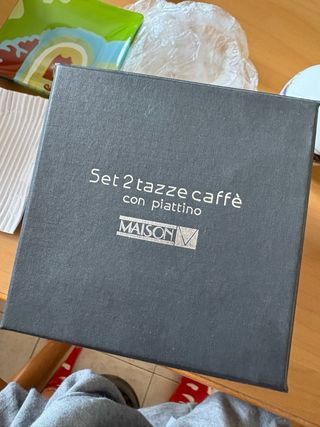 Set 2 tazze caffè
con piattino
MAISON V